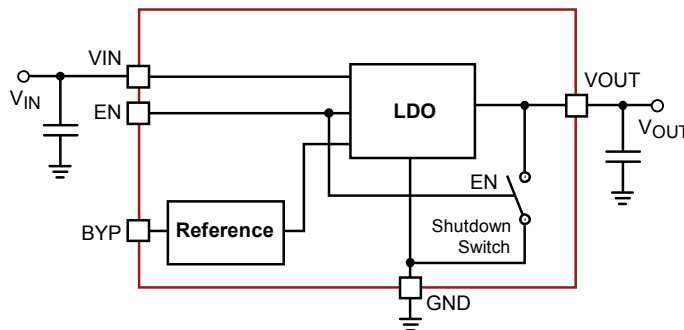 VIN
VOUT
V_IN
EN
LDO
V_OUT
EN
BYP
Reference
Shutdown
Switch
GND